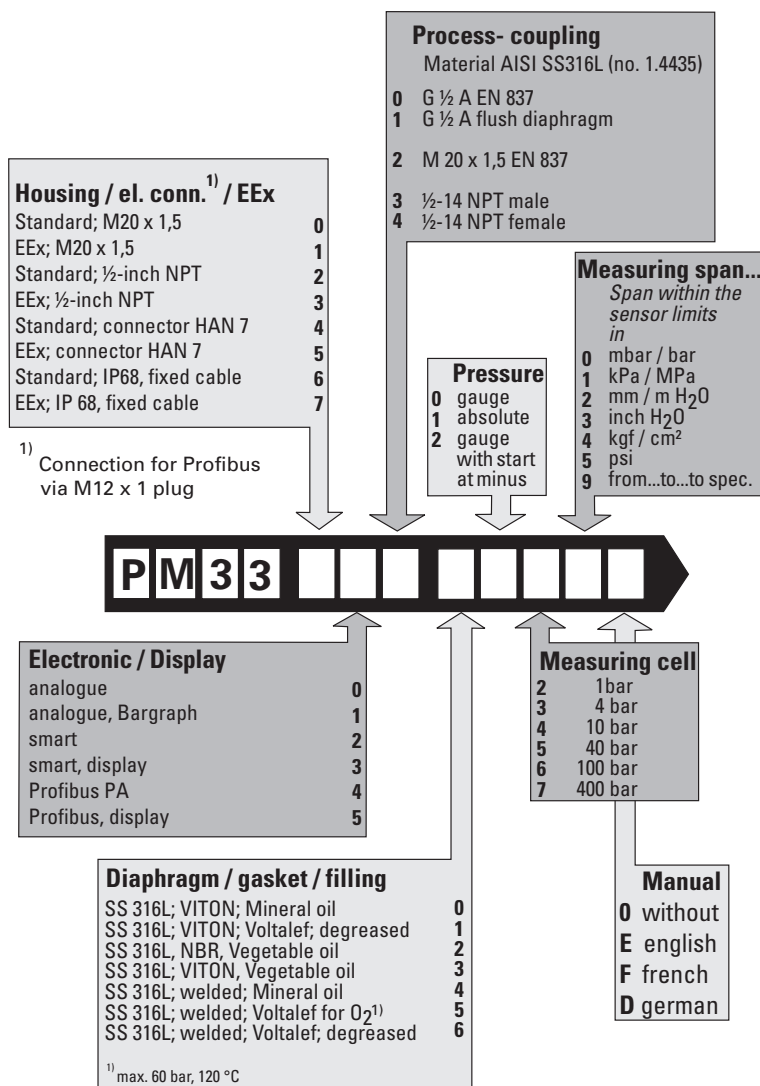 Process- coupling
Material AISI SS316L (no. 1.4435)
0 G ½ A EN 837
1 G ½ A flush diaphragm
2 M 20 x 1,5 EN 837
3 ½-14 NPT male
4 ½-14 NPT female
Housing / el. conn.1) / EEx
Standard; M20 x 1,5 0
EEx; M20 x 1,5 1
Standard; ½-inch NPT 2
EEx; ½-inch NPT 3
Standard; connector HAN 7 4
EEx; connector HAN 7 5
Standard; IP68, fixed cable 6
EEx; IP 68, fixed cable 7
1) Connection for Profibus
via M12 x 1 plug
Pressure
0 gauge
1 absolute
2 gauge
with start
at minus
Measuring span...
Span within the
sensor limits
in
0 mbar / bar
1 kPa / MPa
2 mm / m H2O
3 inch H2O
4 kgf / cm²
5 psi
9 from...to...to spec.
PM33
Electronic / Display
analogue 0
analogue, Bargraph 1
smart 2
smart, display 3
Profibus PA 4
Profibus, display 5
Measuring cell
2 1bar
3 4 bar
4 10 bar
5 40 bar
6 100 bar
7 400 bar
Diaphragm / gasket / filling
SS 316L; VITON; Mineral oil 0
SS 316L; VITON; Voltalef; degreased 1
SS 316L, NBR, Vegetable oil 2
SS 316L; VITON, Vegetable oil 3
SS 316L; welded; Mineral oil 4
SS 316L; welded; Voltalef for O2 1) 5
SS 316L; welded; Voltalef; degreased 6
1) max. 60 bar, 120 °C
Manual
0 without
E english
F french
D german